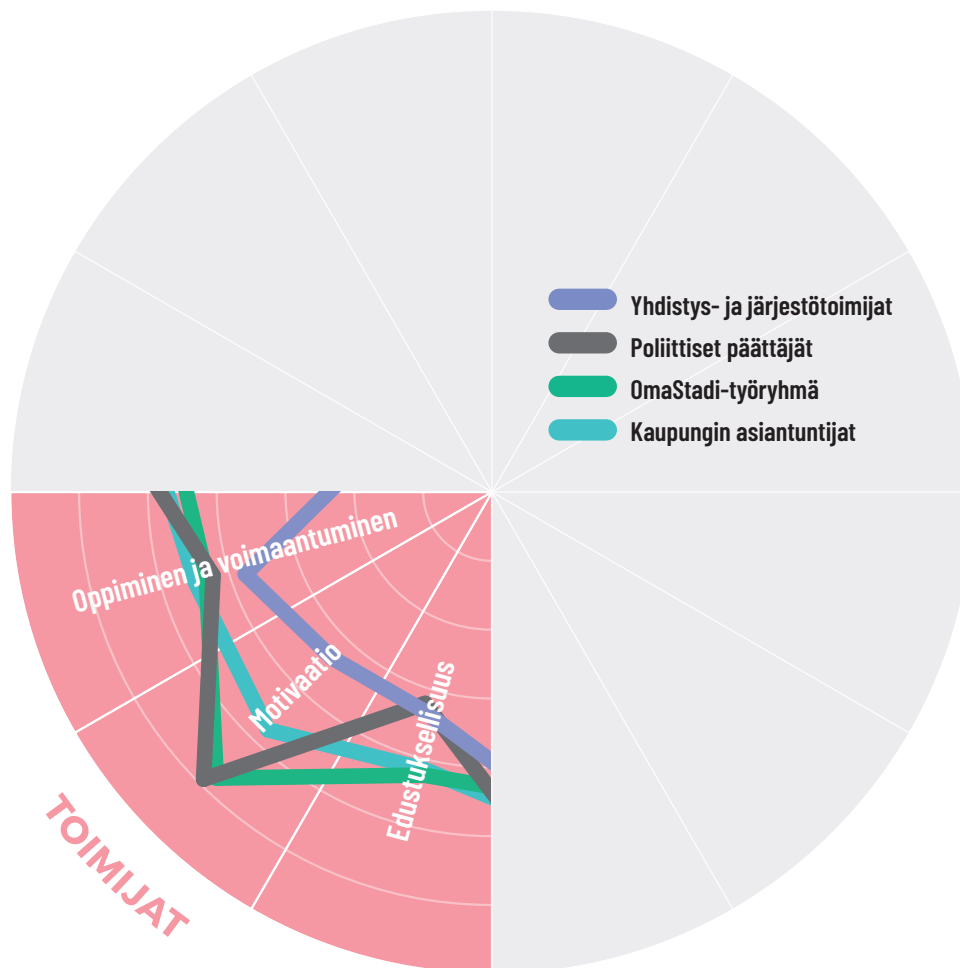 Yhdistys- ja järjestötoimijat
Poliittiset päättäjät
OmaStadi-työryhmä
Kaupungin asiantuntijat
Oppiminen ja voimaantuminen
Motivaatio
Edustuksellisuus
TOIMIJAT